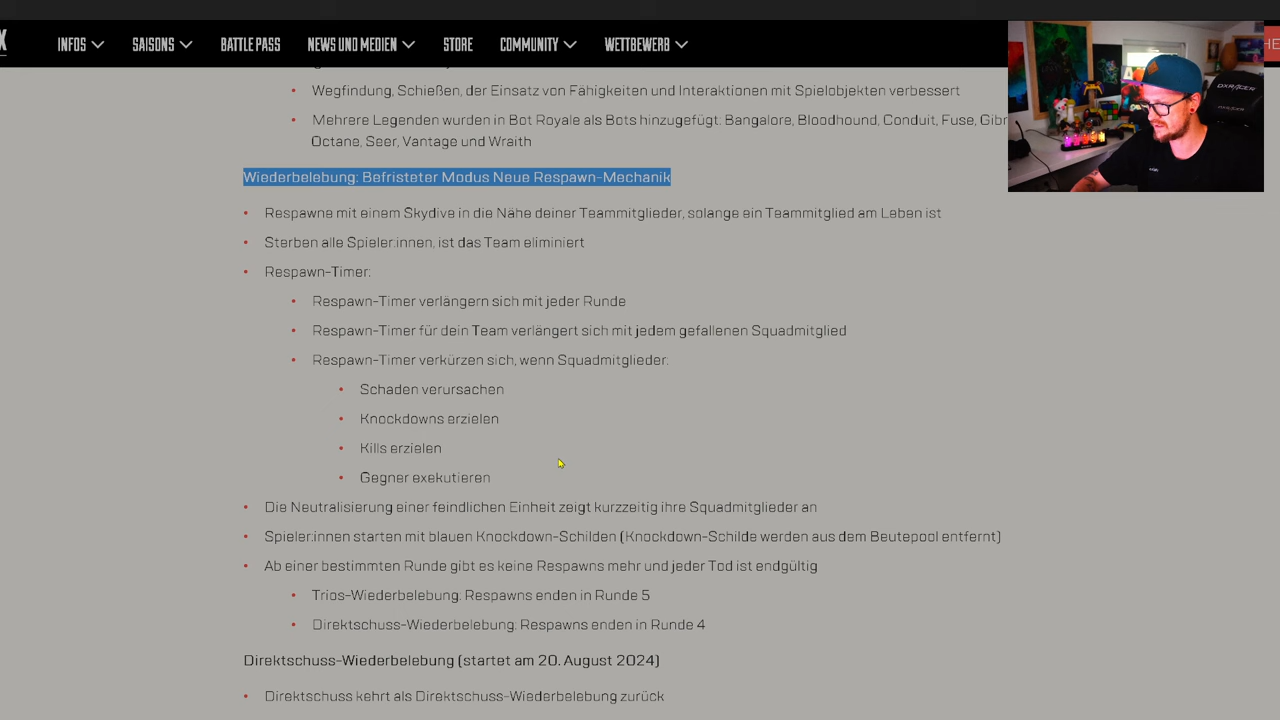 X
INFOS SAISONS BATTLE PASS NEWS UND MEDIEN STORE COMMUNITY WETTBEWERB HE
• Wegfindung, Schießen, der Einsatz von Fähigkeiten und Interaktionen mit Spielobjekten verbessert
• Mehrere Legenden wurden in Bot Royale als Bots hinzugefügt: Bangalore, Bloodhound, Conduit, Fuse, Gibr
Octane, Seer, Vantage und Wraith
DXRACER
Wiederbelebung: Befristeter Modus Neue Respawn-Mechanik
• Respawne mit einem Skydive in die Nähe deiner Teammitglieder, solange ein Teammitglied am Leben ist
• Sterben alle Spieler:innen, ist das Team eliminiert
• Respawn-Timer:
• Respawn-Timer verlängern sich mit jeder Runde
• Respawn-Timer für dein Team verlängert sich mit jedem gefallenen Squadmitglied
• Respawn-Timer verkürzen sich, wenn Squadmitglieder:
• Schaden verursachen
• Knockdowns erzielen
• Kills erzielen
• Gegner exekutieren
• Die Neutralisierung einer feindlichen Einheit zeigt kurzzeitig ihre Squadmitglieder an
• Spieler:innen starten mit blauen Knockdown-Schilden (Knockdown-Schilde werden aus dem Beutepool entfernt)
• Ab einer bestimmten Runde gibt es keine Respawns mehr und jeder Tod ist endgültig
• Trios-Wiederbelebung: Respawns enden in Runde 5
• Direktschuss-Wiederbelebung: Respawns enden in Runde 4
Direktschuss-Wiederbelebung (startet am 20. August 2024)
• Direktschuss kehrt als Direktschuss-Wiederbelebung zurück